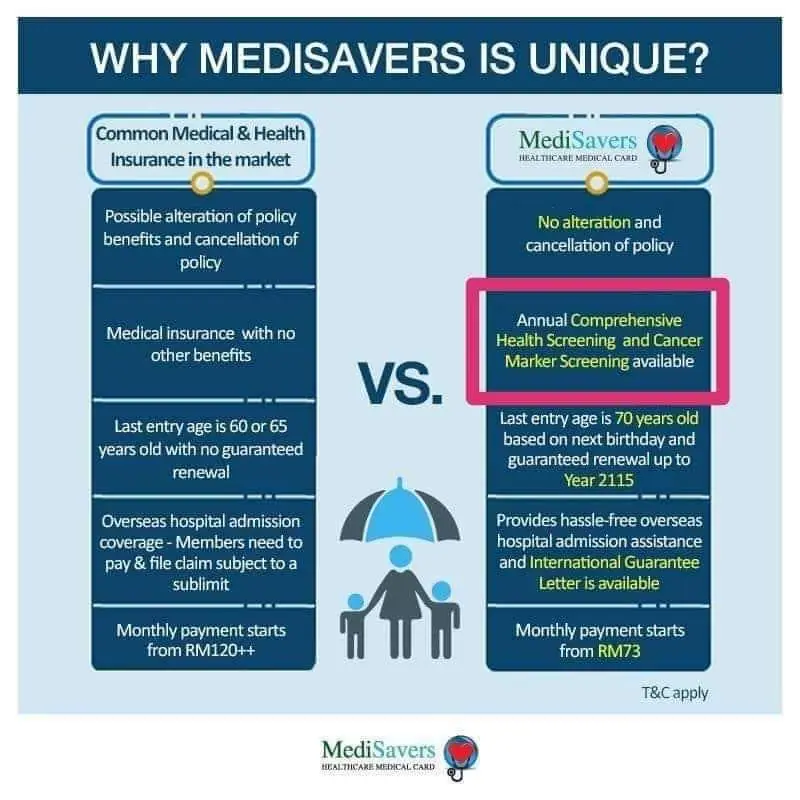 WHY MEDISAVERS IS UNIQUE?
Common Medical & Health
Insurance in the market
Possible alteration of policy
benefits and cancellation of
policy
Medical insurance with no
other benefits
Last entry age is 60 or 65
years old with no guaranteed
renewal
Overseas hospital admission
coverage - Members need to
pay & file claim subject to a
sublimit
Monthly payment starts
from RM120++
VS.
MediSavers
HEALTHCARE MEDICAL CARD
No alteration and
cancellation of policy
Annual Comprehensive
Health Screening and Cancer
Marker Screening available
Last entry age is 70 years old
based on next birthday and
guaranteed renewal up to
Year 2115
Provides hassle-free overseas
hospital admission assistance
and International Guarantee
Letter is available
Monthly payment starts
from RM73
T&C apply
MediSavers
HEALTHCARE MEDICAL CARD